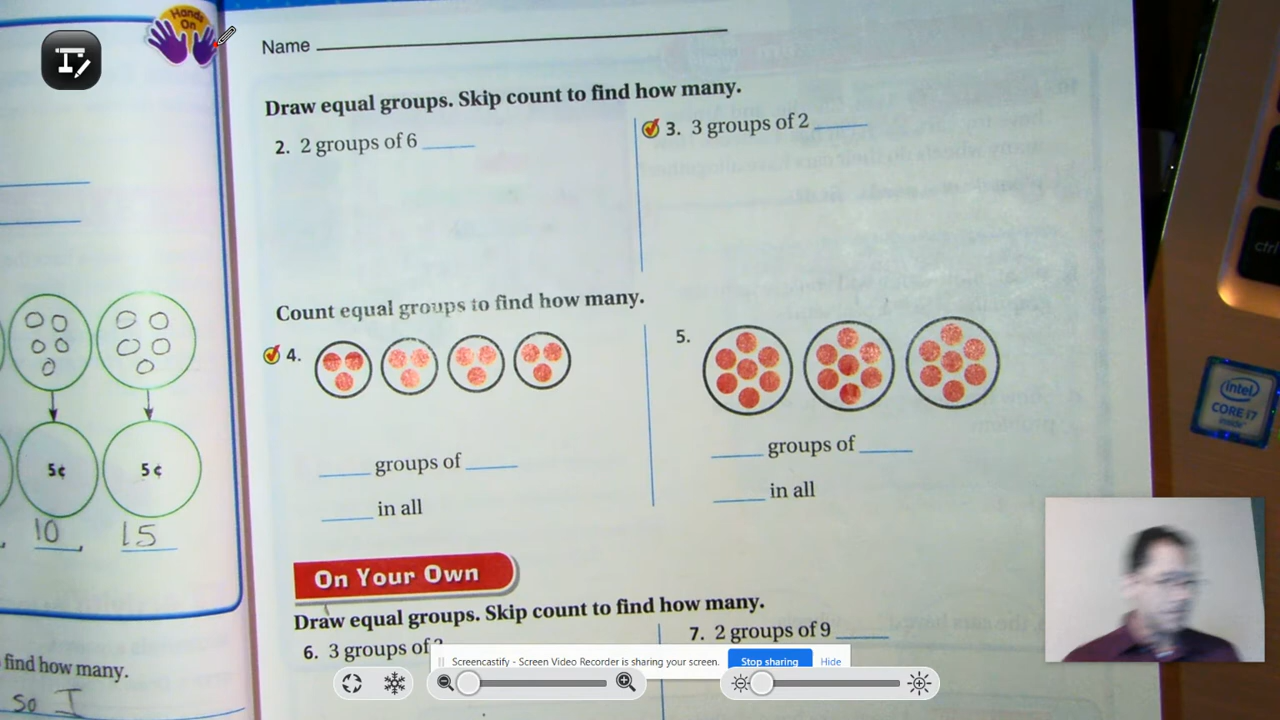 Hands
On
Name
Draw equal groups. Skip count to find how many.
2. 2 groups of 6
3. 3 groups of 2
Count equal groups to find how many.
4.
5.
groups of
in all
groups of
in all
5¢
5¢
10
15
On Your Own
Draw equal groups. Skip count to find how many.
6. 3 groups of
7. 2 groups of 9
find how many.
so I
Screencastify - Screen Video Recorder is sharing your screen.
Stop sharing
Hide
intel
CORE i7
inside
ctrl